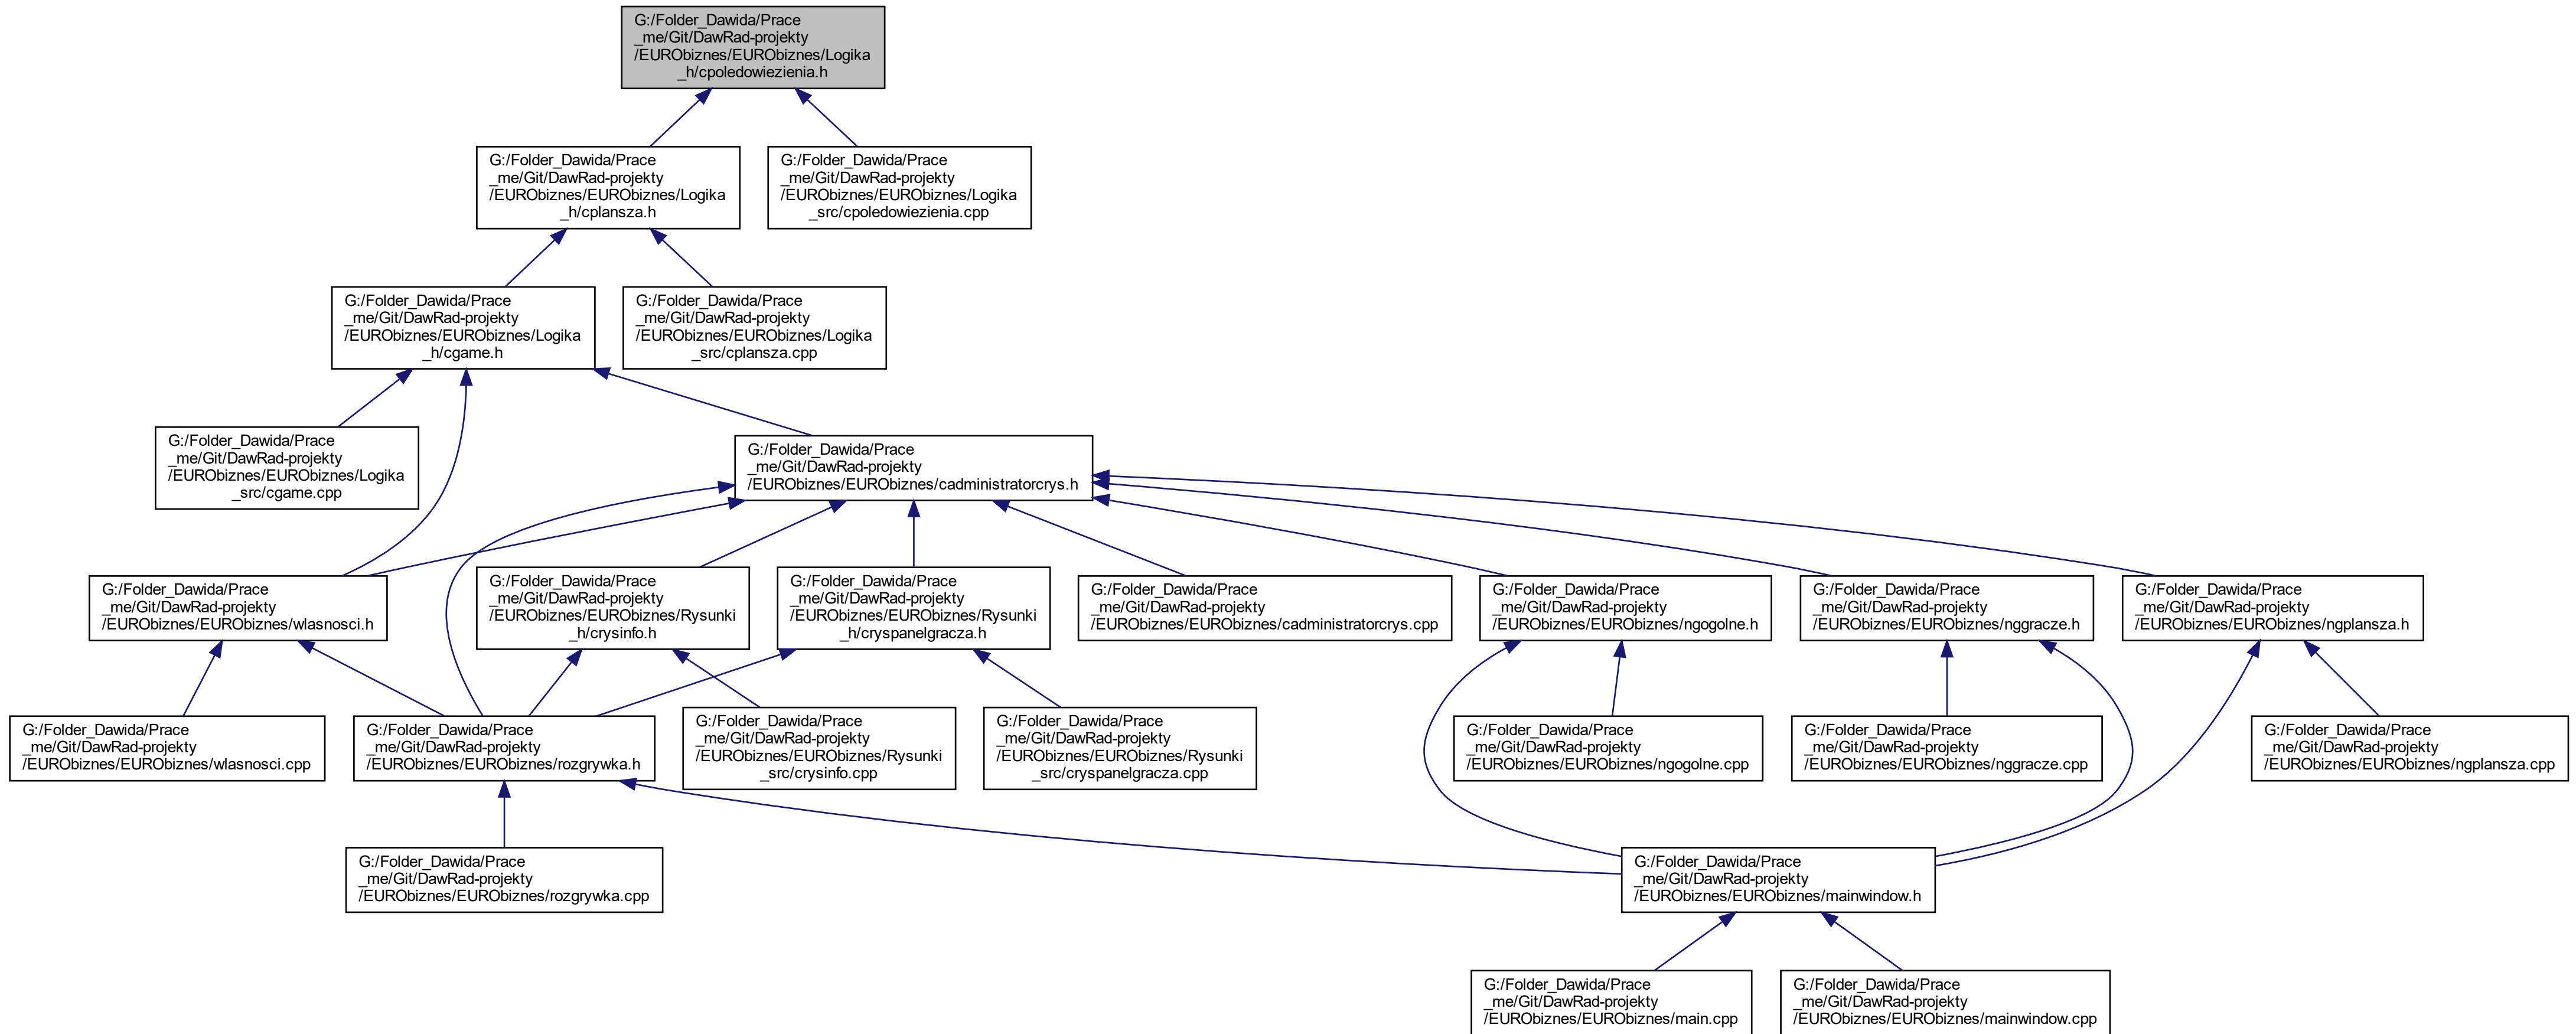 G:/Folder_Dawida/Prace
_me/Git/DawRad-projekty
/EURObiznes/EURObiznes/Logika
_h/cpoledowiezienia.h
G:/Folder_Dawida/Prace
_me/Git/DawRad-projekty
/EURObiznes/EURObiznes/Logika
_h/cplansza.h
G:/Folder_Dawida/Prace
_me/Git/DawRad-projekty
/EURObiznes/EURObiznes/Logika
_src/cpoledowiezienia.cpp
G:/Folder_Dawida/Prace
_me/Git/DawRad-projekty
/EURObiznes/EURObiznes/Logika
_h/cgame.h
G:/Folder_Dawida/Prace
_me/Git/DawRad-projekty
/EURObiznes/EURObiznes/Logika
_src/cplansza.cpp
G:/Folder_Dawida/Prace
_me/Git/DawRad-projekty
/EURObiznes/EURObiznes/Logika
_src/cgame.cpp
G:/Folder_Dawida/Prace
_me/Git/DawRad-projekty
/EURObiznes/EURObiznes/cadministratorcrys.h
G:/Folder_Dawida/Prace
_me/Git/DawRad-projekty
/EURObiznes/EURObiznes/wlasnosci.h
G:/Folder_Dawida/Prace
_me/Git/DawRad-projekty
/EURObiznes/EURObiznes/Rysunki
_h/crysinfo.h
G:/Folder_Dawida/Prace
_me/Git/DawRad-projekty
/EURObiznes/EURObiznes/Rysunki
_h/cryspanelgracza.h
G:/Folder_Dawida/Prace
_me/Git/DawRad-projekty
/EURObiznes/EURObiznes/cadministratorcrys.cpp
G:/Folder_Dawida/Prace
_me/Git/DawRad-projekty
/EURObiznes/EURObiznes/ngogolne.h
G:/Folder_Dawida/Prace
_me/Git/DawRad-projekty
/EURObiznes/EURObiznes/nggracze.h
G:/Folder_Dawida/Prace
_me/Git/DawRad-projekty
/EURObiznes/EURObiznes/ngplansza.h
G:/Folder_Dawida/Prace
_me/Git/DawRad-projekty
/EURObiznes/EURObiznes/wlasnosci.cpp
G:/Folder_Dawida/Prace
_me/Git/DawRad-projekty
/EURObiznes/EURObiznes/rozgrywka.h
G:/Folder_Dawida/Prace
_me/Git/DawRad-projekty
/EURObiznes/EURObiznes/Rysunki
_src/crysinfo.cpp
G:/Folder_Dawida/Prace
_me/Git/DawRad-projekty
/EURObiznes/EURObiznes/Rysunki
_src/cryspanelgracza.cpp
G:/Folder_Dawida/Prace
_me/Git/DawRad-projekty
/EURObiznes/EURObiznes/ngogolne.cpp
G:/Folder_Dawida/Prace
_me/Git/DawRad-projekty
/EURObiznes/EURObiznes/nggracze.cpp
G:/Folder_Dawida/Prace
_me/Git/DawRad-projekty
/EURObiznes/EURObiznes/ngplansza.cpp
G:/Folder_Dawida/Prace
_me/Git/DawRad-projekty
/EURObiznes/EURObiznes/rozgrywka.cpp
G:/Folder_Dawida/Prace
_me/Git/DawRad-projekty
/EURObiznes/EURObiznes/mainwindow.h
G:/Folder_Dawida/Prace
_me/Git/DawRad-projekty
/EURObiznes/EURObiznes/main.cpp
G:/Folder_Dawida/Prace
_me/Git/DawRad-projekty
/EURObiznes/EURObiznes/mainwindow.cpp